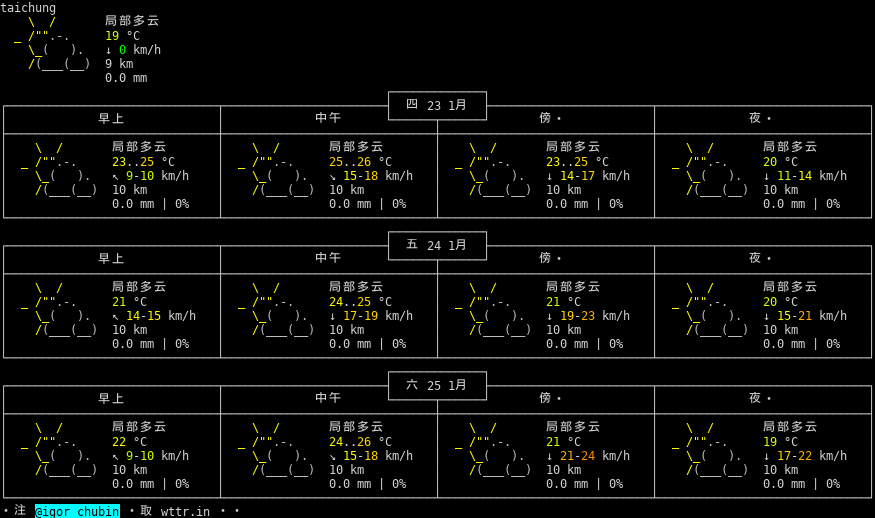 taichung
局部多云
19 °C
↓ 0 km/h
9 km
0.0 mm
四 23 1月
早上 中午 傍· 夜·
局部多云 局部多云 局部多云 局部多云
23..25 °C 25..26 °C 23..25 °C 20 °C
↖ 9-10 km/h ↘ 15-18 km/h ↓ 14-17 km/h ↓ 11-14 km/h
10 km 10 km 10 km 10 km
0.0 mm | 0% 0.0 mm | 0% 0.0 mm | 0% 0.0 mm | 0%
五 24 1月
早上 中午 傍· 夜·
局部多云 局部多云 局部多云 局部多云
21 °C 24..25 °C 21 °C 20 °C
↖ 14-15 km/h ↓ 17-19 km/h ↓ 19-23 km/h ↓ 15-21 km/h
10 km 10 km 10 km 10 km
0.0 mm | 0% 0.0 mm | 0% 0.0 mm | 0% 0.0 mm | 0%
六 25 1月
早上 中午 傍· 夜·
局部多云 局部多云 局部多云 局部多云
22 °C 24..26 °C 21 °C 19 °C
↖ 9-10 km/h ↘ 15-18 km/h ↓ 21-24 km/h ↓ 17-22 km/h
10 km 10 km 10 km 10 km
0.0 mm | 0% 0.0 mm | 0% 0.0 mm | 0% 0.0 mm | 0%
·注 @igor_chubin ·取 wttr.in ··